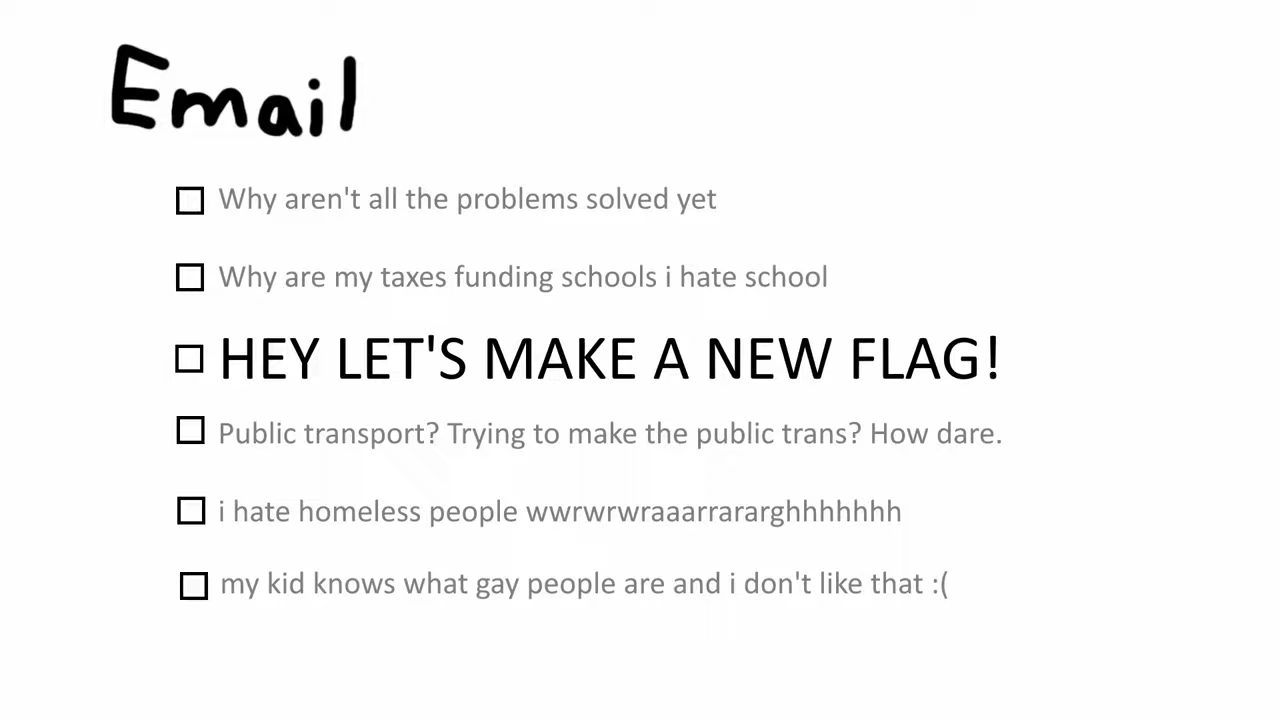 Email
Why aren't all the problems solved yet
Why are my taxes funding schools i hate school
HEY LET'S MAKE A NEW FLAG!
Public transport? Trying to make the public trans? How dare.
i hate homeless people wwrwrwraaarrararghhhhhhh
my kid knows what gay people are and i don't like that :(